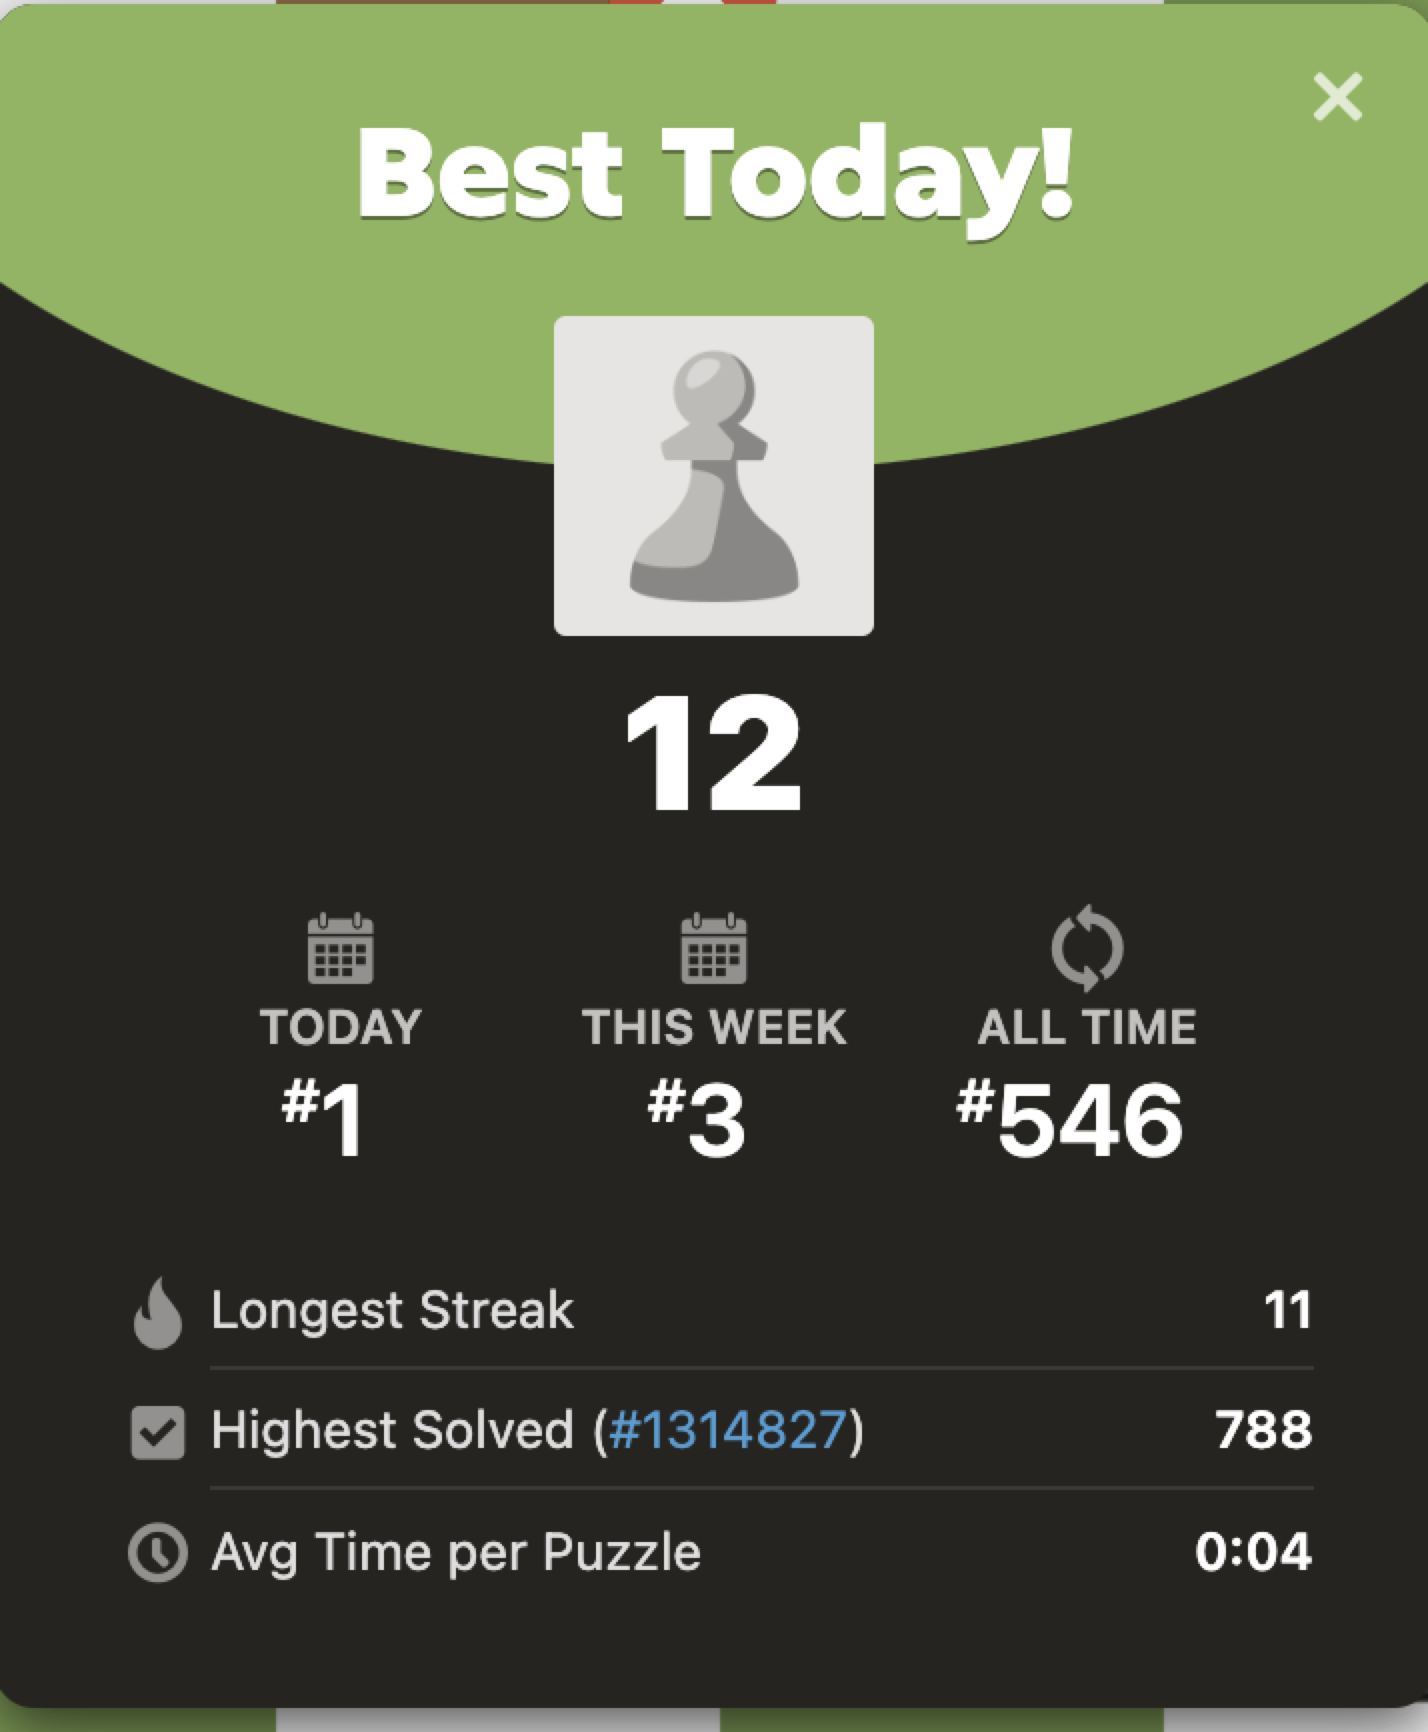 Best Today!
12
TODAY
THIS WEEK
ALL TIME
#1
#3
#546
Longest Streak 11
Highest Solved (#1314827) 788
Avg Time per Puzzle 0:04